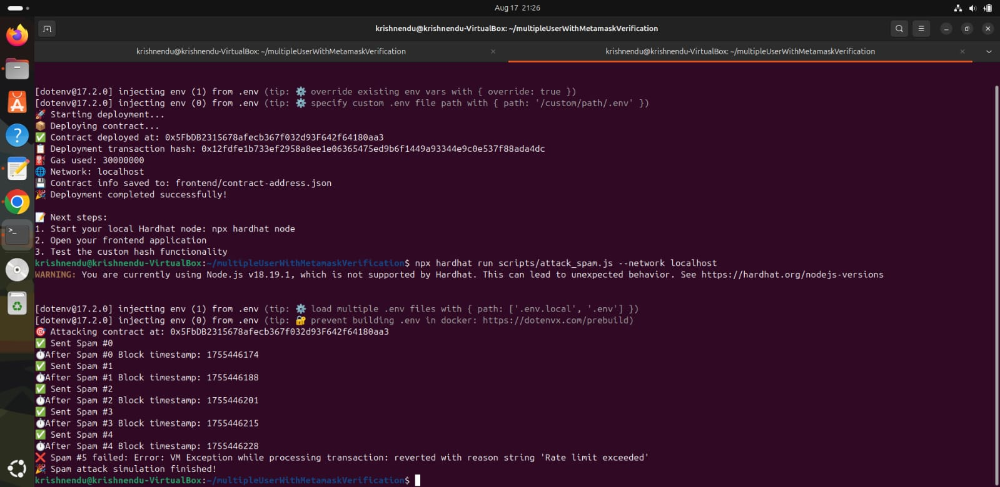 Aug 17 21:26
krishnendu@krishnendu-VirtualBox: ~/multipleUserWithMetamaskVerification
krishnendu@krishnendu-VirtualBox: ~/multipleUserWithMetamaskVerification
krishnendu@krishnendu-VirtualBox: ~/multipleUserWithMetamaskVerification
[dotenv@17.2.0] injecting env (1) from .env (tip: ⚙️ override existing env vars with { override: true })
[dotenv@17.2.0] injecting env (0) from .env (tip: ⚙️ specify custom .env file path with { path: '/custom/path/.env' })
🚀 Starting deployment...
📦 Deploying contract...
✅ Contract deployed at: 0x5FbDB2315678afecb367f032d93F642f64180aa3
📋 Deployment transaction hash: 0x12fdfe1b733ef2958a8ee1e06365475ed9b6f1449a93344e9c0e537f88ada4dc
⛽ Gas used: 30000000
🌐 Network: localhost
💾 Contract info saved to: frontend/contract-address.json
🎉 Deployment completed successfully!
📝 Next steps:
1. Start your local Hardhat node: npx hardhat node
2. Open your frontend application
3. Test the custom hash functionality
krishnendu@krishnendu-VirtualBox:~/multipleUserWithMetamaskVerification$ npx hardhat run scripts/attack_spam.js --network localhost
WARNING: You are currently using Node.js v18.19.1, which is not supported by Hardhat. This can lead to unexpected behavior. See https://hardhat.org/nodejs-versions
[dotenv@17.2.0] injecting env (1) from .env (tip: ⚙️ load multiple .env files with { path: ['.env.local', '.env'] })
[dotenv@17.2.0] injecting env (0) from .env (tip: 🔐 prevent building .env in docker: https://dotenvx.com/prebuild)
🎯 Attacking contract at: 0x5FbDB2315678afecb367f032d93F642f64180aa3
✅ Sent Spam #0
⏱️After Spam #0 Block timestamp: 1755446174
✅ Sent Spam #1
⏱️After Spam #1 Block timestamp: 1755446188
✅ Sent Spam #2
⏱️After Spam #2 Block timestamp: 1755446201
✅ Sent Spam #3
⏱️After Spam #3 Block timestamp: 1755446215
✅ Sent Spam #4
⏱️After Spam #4 Block timestamp: 1755446228
❌ Spam #5 failed: Error: VM Exception while processing transaction: reverted with reason string 'Rate limit exceeded'
🎉 Spam attack simulation finished!
krishnendu@krishnendu-VirtualBox:~/multipleUserWithMetamaskVerification$